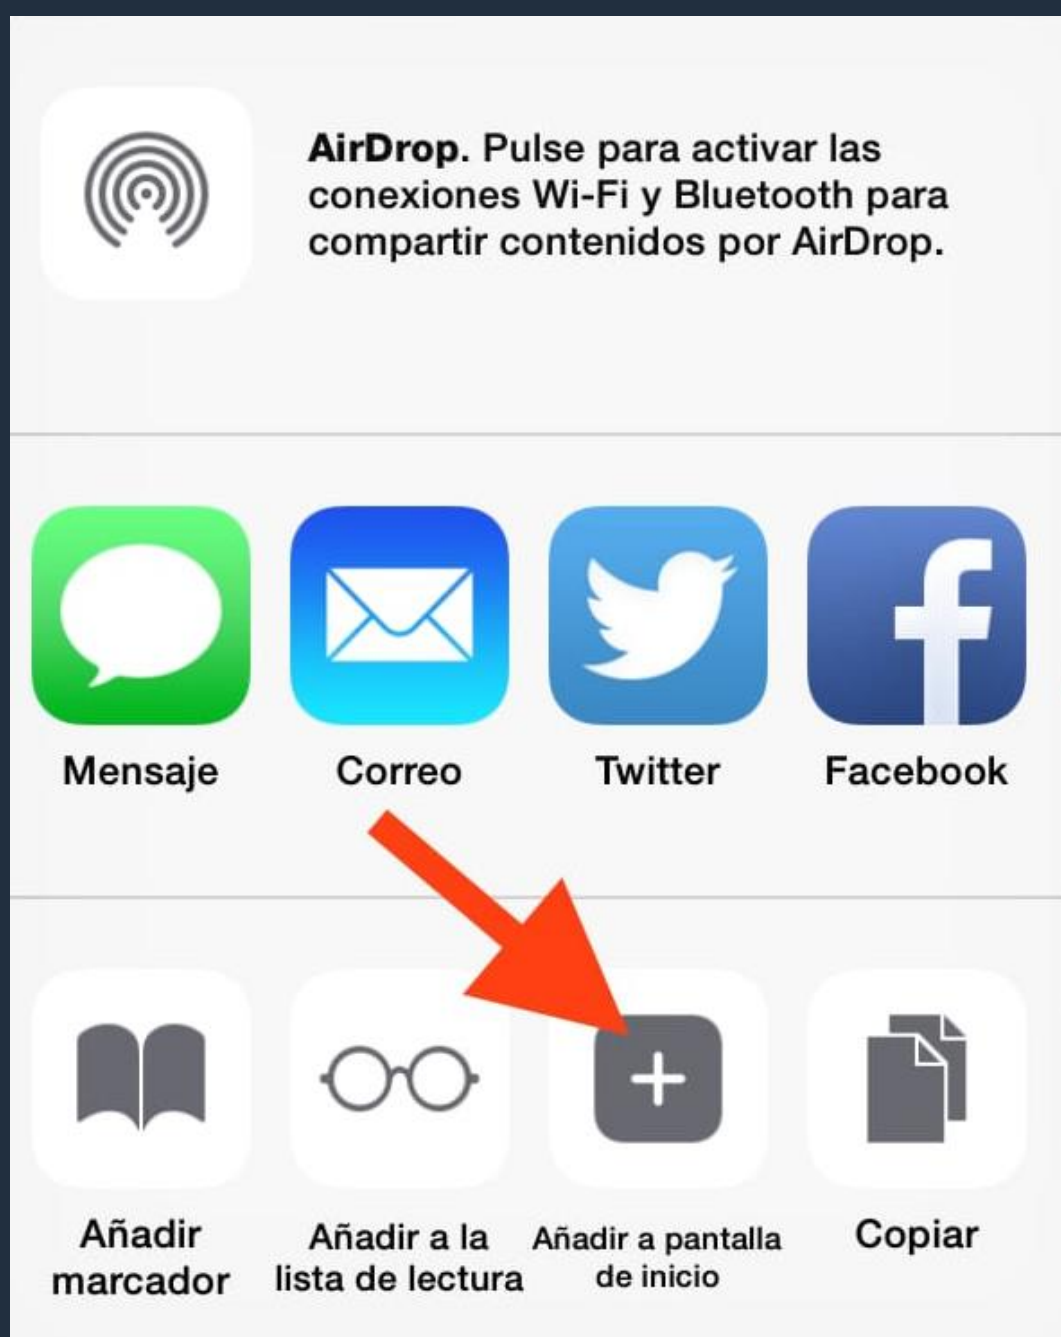 AirDrop. Pulse para activar las
conexiones Wi-Fi y Bluetooth para
compartir contenidos por AirDrop.
Mensaje
Correo
Twitter
Facebook
Añadir
marcador
Añadir a la
lista de lectura
Añadir a pantalla
de inicio
Copiar